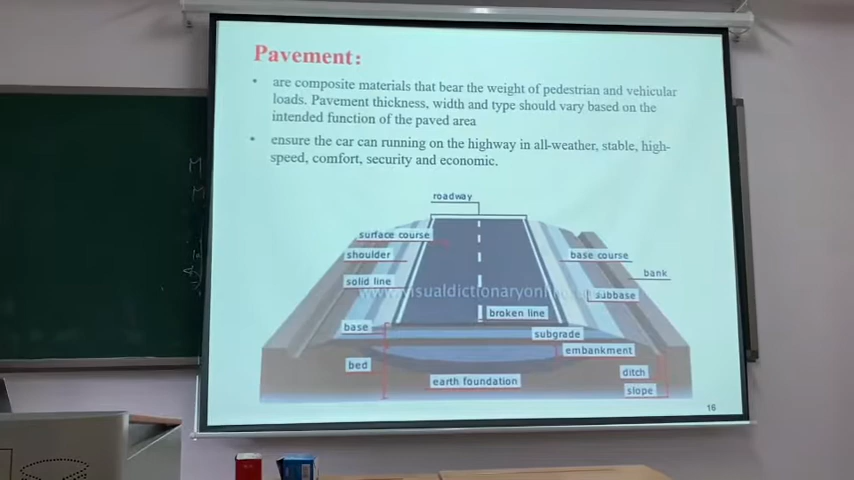 Pavement:
• are composite materials that bear the weight of pedestrian and vehicular
loads. Pavement thickness, width and type should vary based on the
intended function of the paved area
• ensure the car can running on the highway in all-weather, stable, high-
speed, comfort, security and economic.
roadway
surface course
shoulder
base course
bank
solid line
www.visualdictionaryonlin
subbase
broken line
base
subgrade
embankment
bed
ditch
earth foundation
slope
16